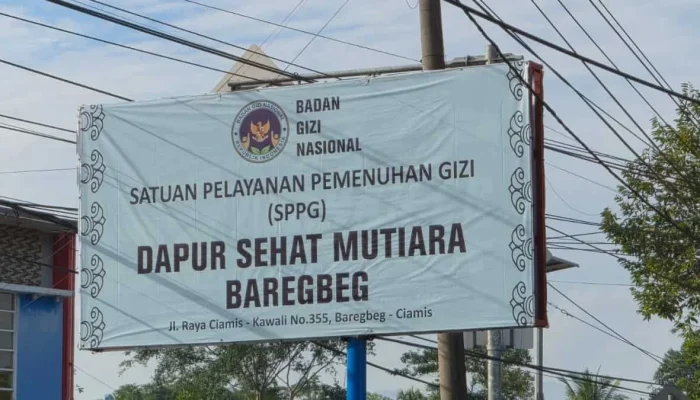 BADAN
GIZI
NASIONAL
SATUAN PELAYANAN PEMENUHAN GIZI
(SPPG)
DAPUR SEHAT MUTIARA
BAREGBEG
Jl. Raya Ciamis - Kawali No.355, Baregbeg - Ciamis